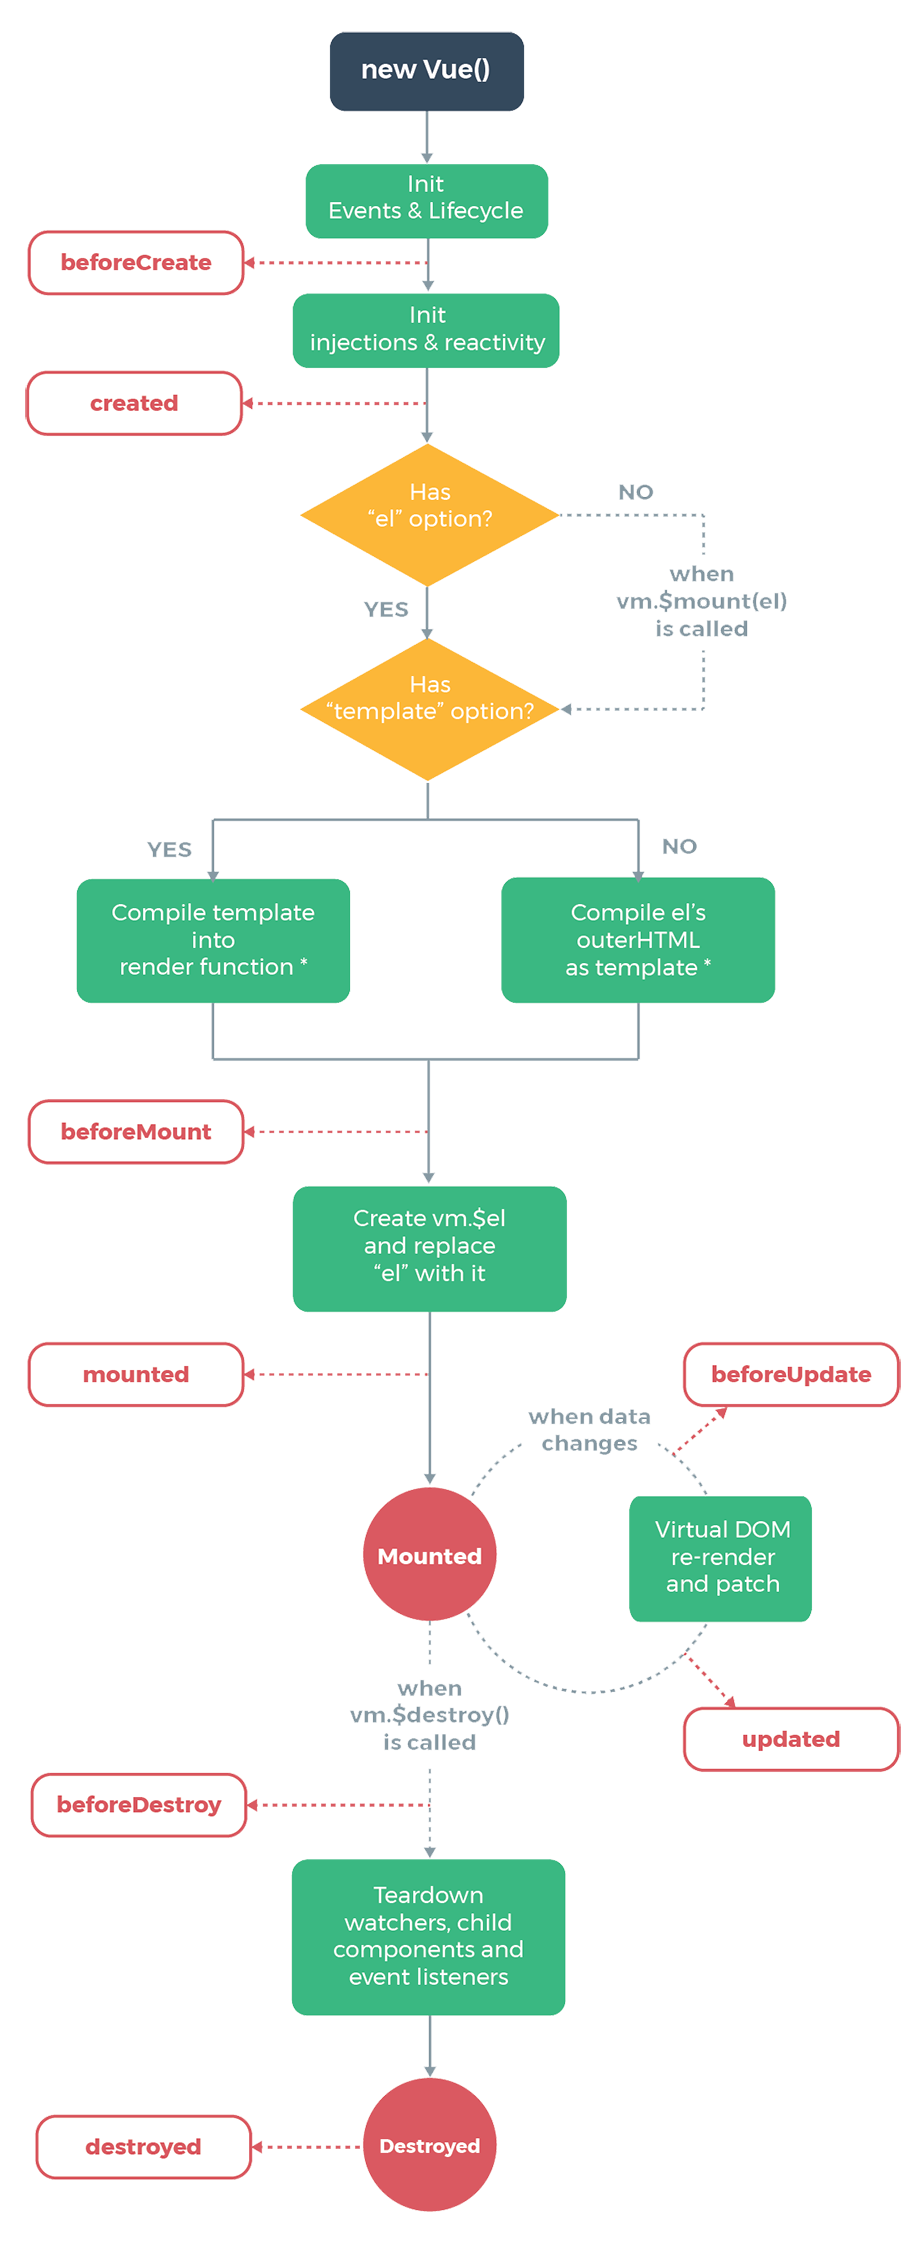 new Vue()
Init
Events & Lifecycle
beforeCreate
Init
injections & reactivity
created
Has
“el” option?
NO
when
vm.$mount(el)
is called
YES
Has
“template” option?
YES
NO
Compile template
into
render function *
Compile el’s
outerHTML
as template *
beforeMount
Create vm.$el
and replace
“el” with it
mounted
beforeUpdate
when data
changes
Mounted
Virtual DOM
re-render
and patch
when
vm.$destroy()
is called
updated
beforeDestroy
Teardown
watchers, child
components and
event listeners
destroyed
Destroyed